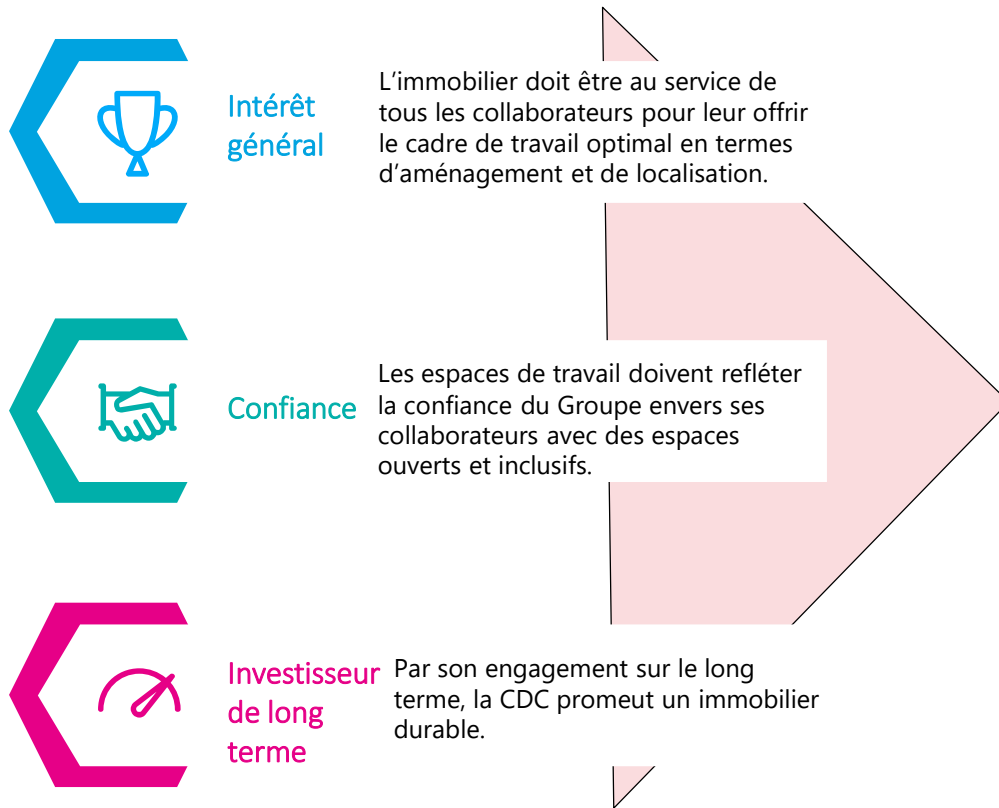 Intérêt
général
L’immobilier doit être au service de
tous les collaborateurs pour leur offrir
le cadre de travail optimal en termes
d’aménagement et de localisation.
Confiance
Les espaces de travail doivent refléter
la confiance du Groupe envers ses
collaborateurs avec des espaces
ouverts et inclusifs.
Investisseur
de long
terme
Par son engagement sur le long
terme, la CDC promeut un immobilier
durable.